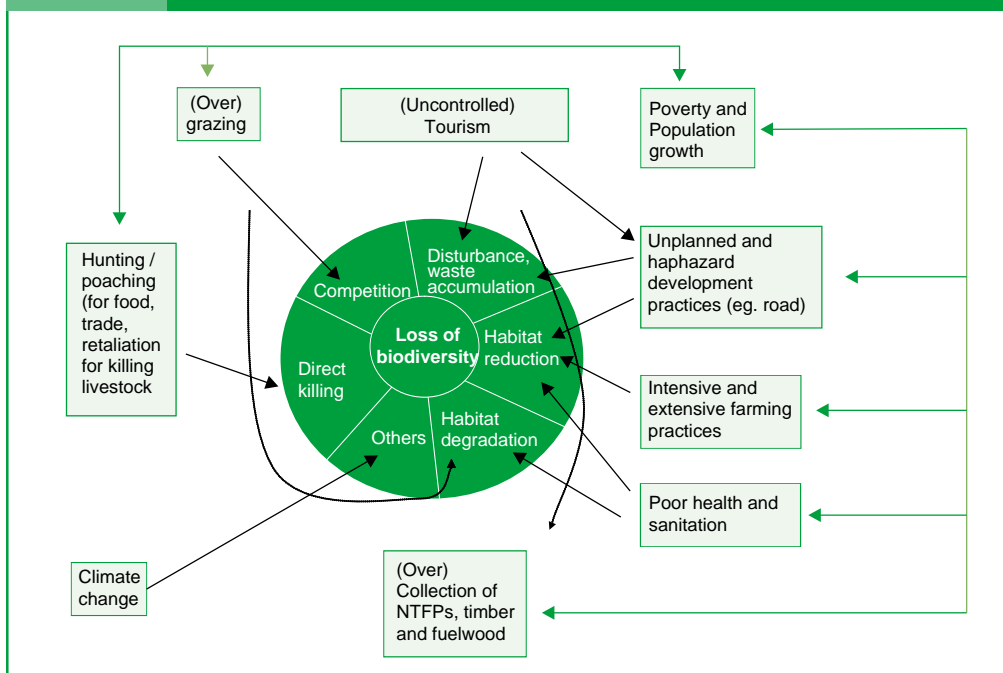 (Over)
grazing
(Uncontrolled)
Tourism
Poverty and
Population
growth
Hunting /
poaching
(for food,
trade,
retaliation
for killing
livestock
Disturbance,
waste
accumulation
Competition
Loss of
biodiversity
Habitat
reduction
Direct
killing
Others
Habitat
degradation
Unplanned and
haphazard
development
practices (eg. road)
Intensive and
extensive farming
practices
Poor health and
sanitation
Climate
change
(Over)
Collection of
NTFPs, timber
and fuelwood